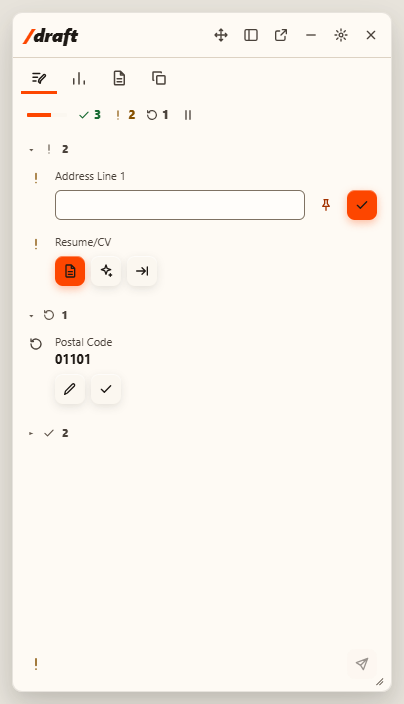 /draft
3 ! 2 1
! 2
! Address Line 1
! Resume/CV
1
Postal Code
01101
2
!